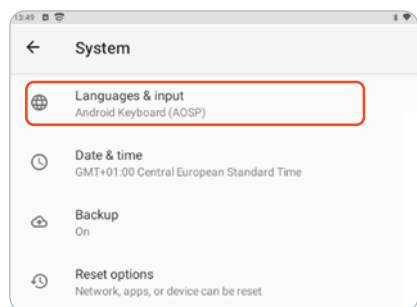 13:49
System
Languages & input
Android Keyboard (AOSP)
Date & time
GMT+01:00 Central European Standard Time
Backup
On
Reset options
Network, apps, or device can be reset